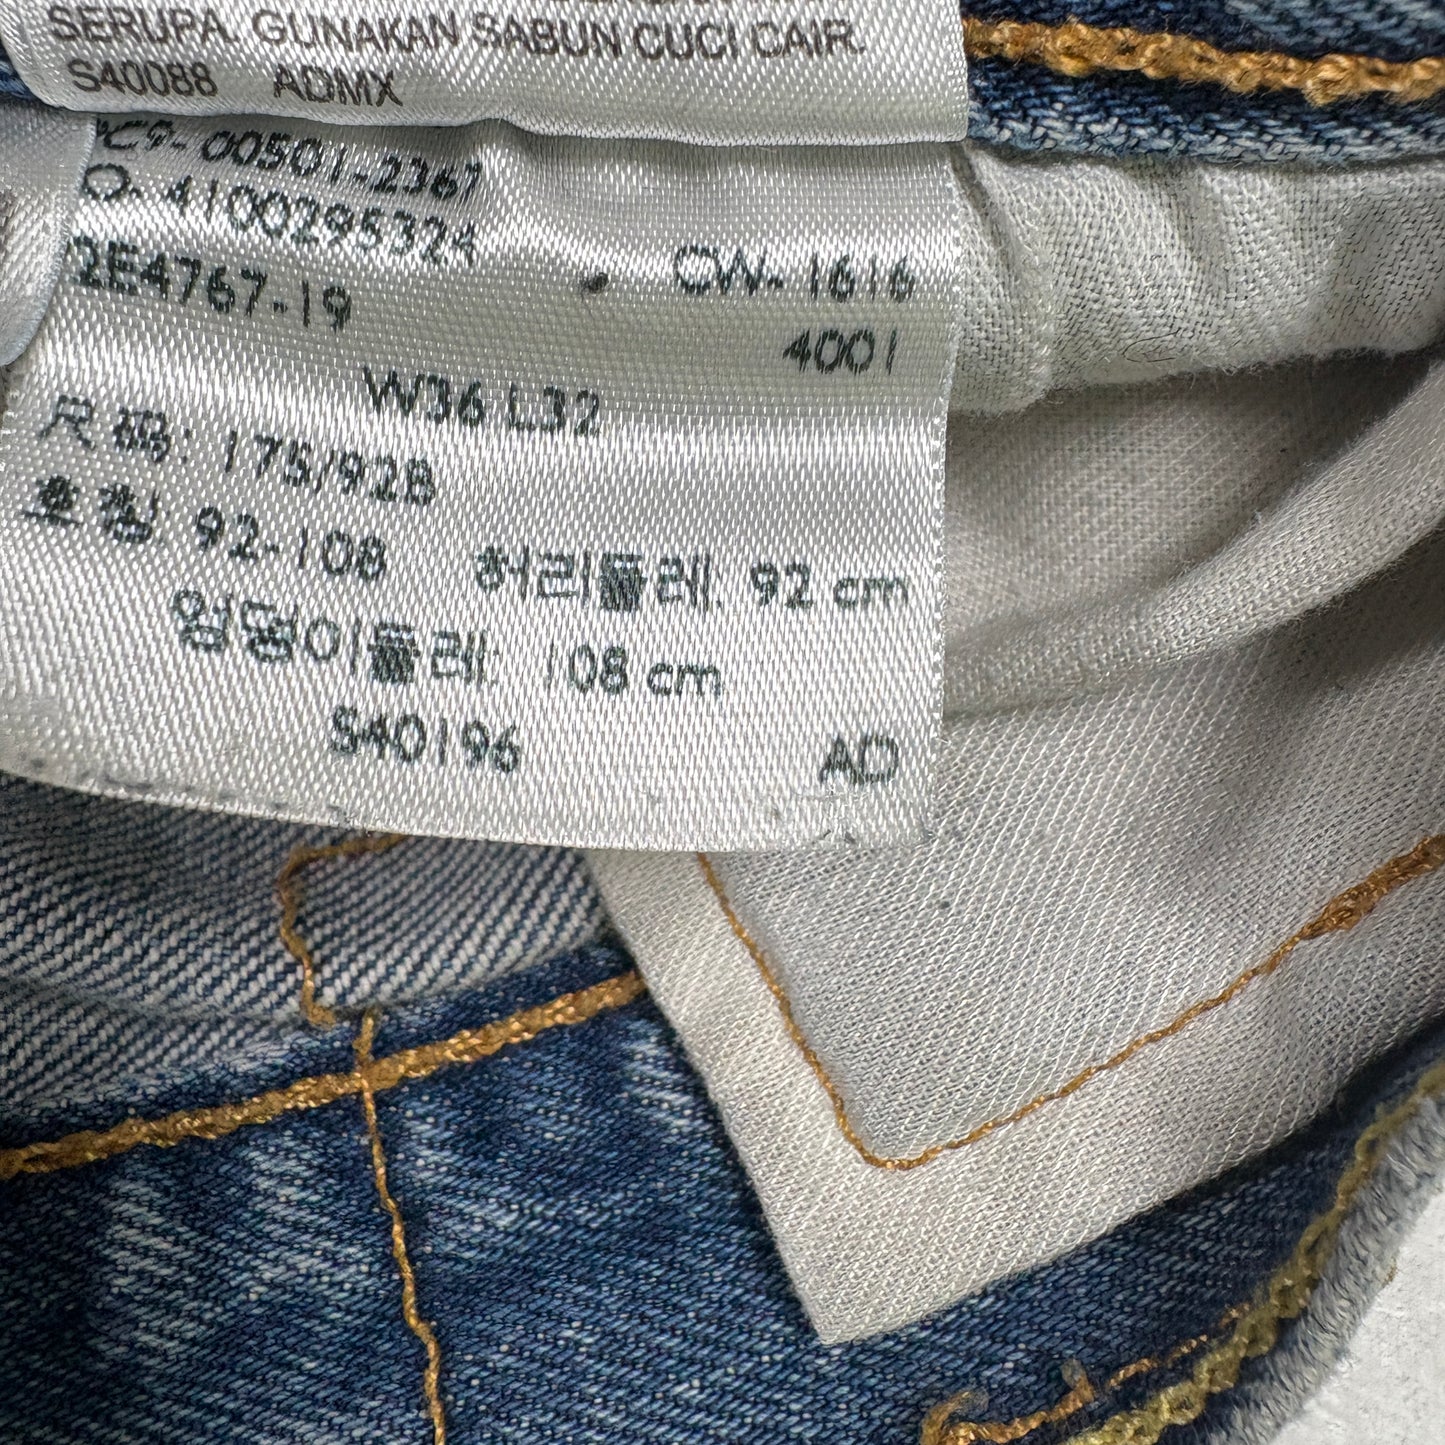 SERUPA. GUNAKAN SABUN CUCI CAIR.
S40088 ADMX
PC9- 00501-2367
O. 4100295324
2E4767-19 CW- 1616
4001
W36 L32
尺码: 175/92B
호칭. 92-108 허리둘레. 92 cm
엉덩이둘레 108 cm
S40196 AD